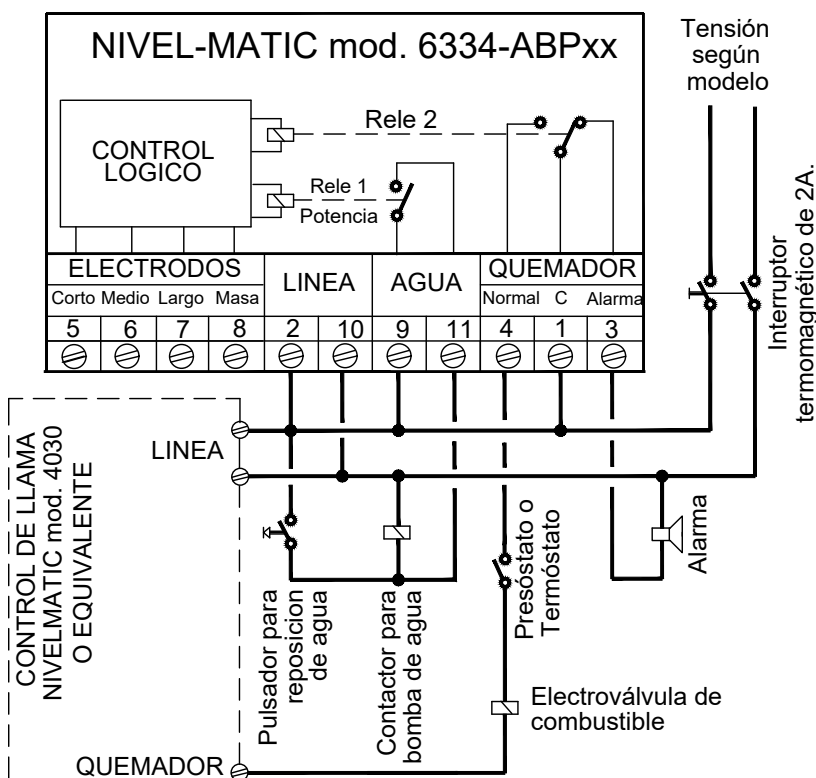 NIVEL-MATIC mod. 6334-ABPxx
Tensión
según
modelo
CONTROL
LOGICO
Rele 2
Rele 1
Potencia
ELECTRODOS
LINEA
AGUA
QUEMADOR
Corto Medio Largo Masa
Normal C Alarma
5 6 7 8 2 10 9 11 4 1 3
Interruptor
termomagnético de 2A.
CONTROL DE LLAMA
NIVELMATIC mod. 4030
O EQUIVALENTE
LINEA
Pulsador para
reposicion
de agua
Contactor para
bomba de agua
Presóstato o
Termóstato
Alarma
Electroválvula de
combustible
QUEMADOR